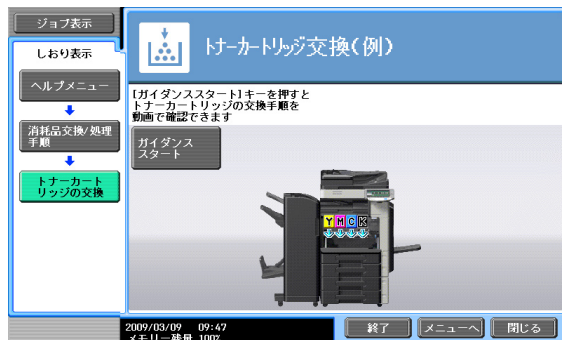 ジョブ表示
しおり表示
ヘルプメニュー
消耗品交換/処理
手順
トナーカート
リッジの交換
トナーカートリッジ交換(例)
[ガイダンススタート]キーを押すと
トナーカートリッジの交換手順を
動画で確認できます
ガイダンス
スタート
Y M C K
2009/03/09 09:47
メモリー残量 100%
終了
メニューへ
閉じる